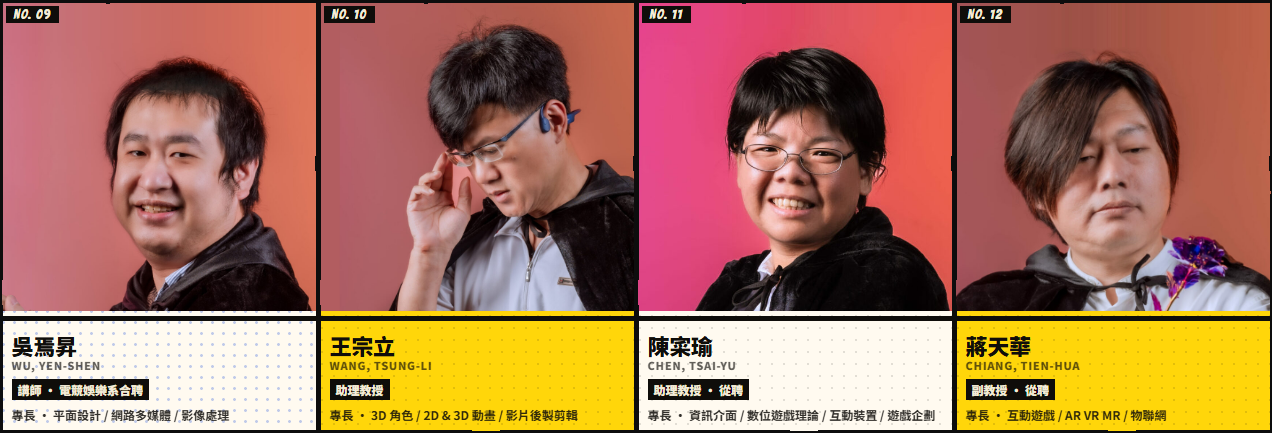 NO. 09
吳焉昇
WU, YEN-SHEN
講師 • 電競娛樂系合聘
專長 • 平面設計 / 網路多媒體 / 影像處理
NO. 10
王宗立
WANG, TSUNG-LI
助理教授
專長 • 3D 角色 / 2D & 3D 動畫 / 影片後製剪輯
NO. 11
陳寀瑜
CHEN, TSAI-YU
助理教授 • 從聘
專長 • 資訊介面 / 數位遊戲理論 / 互動裝置 / 遊戲企劃
NO. 12
蔣天華
CHIANG, TIEN-HUA
副教授 • 從聘
專長 • 互動遊戲 / AR VR MR / 物聯網